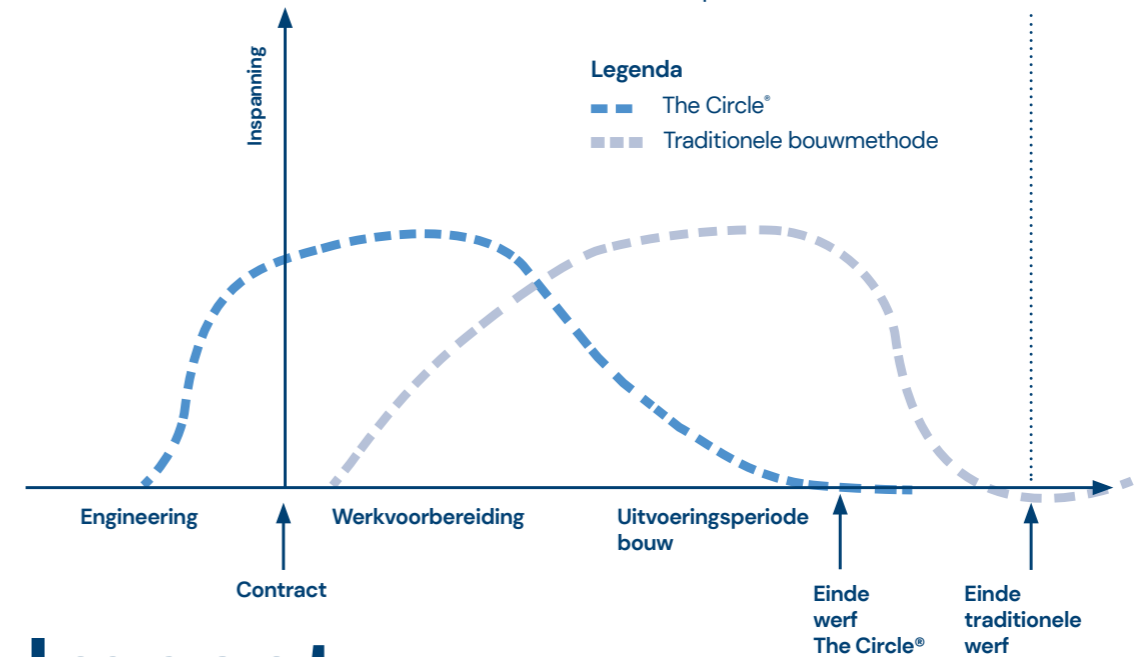 Inspanning
Legenda
The Circle®
Traditionele bouwmethode
Engineering
Werkvoorbereiding
Uitvoeringsperiode
bouw
Contract
Einde
werf
The Circle®
Einde
traditionele
werf